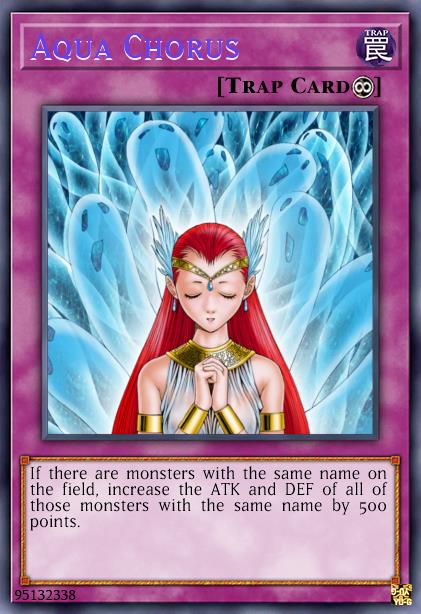 Aqua Chorus
TRAP
罠
[Trap Card]
If there are monsters with the same name on
the field, increase the ATK and DEF of all of
those monsters with the same name by 500
points.
95132338